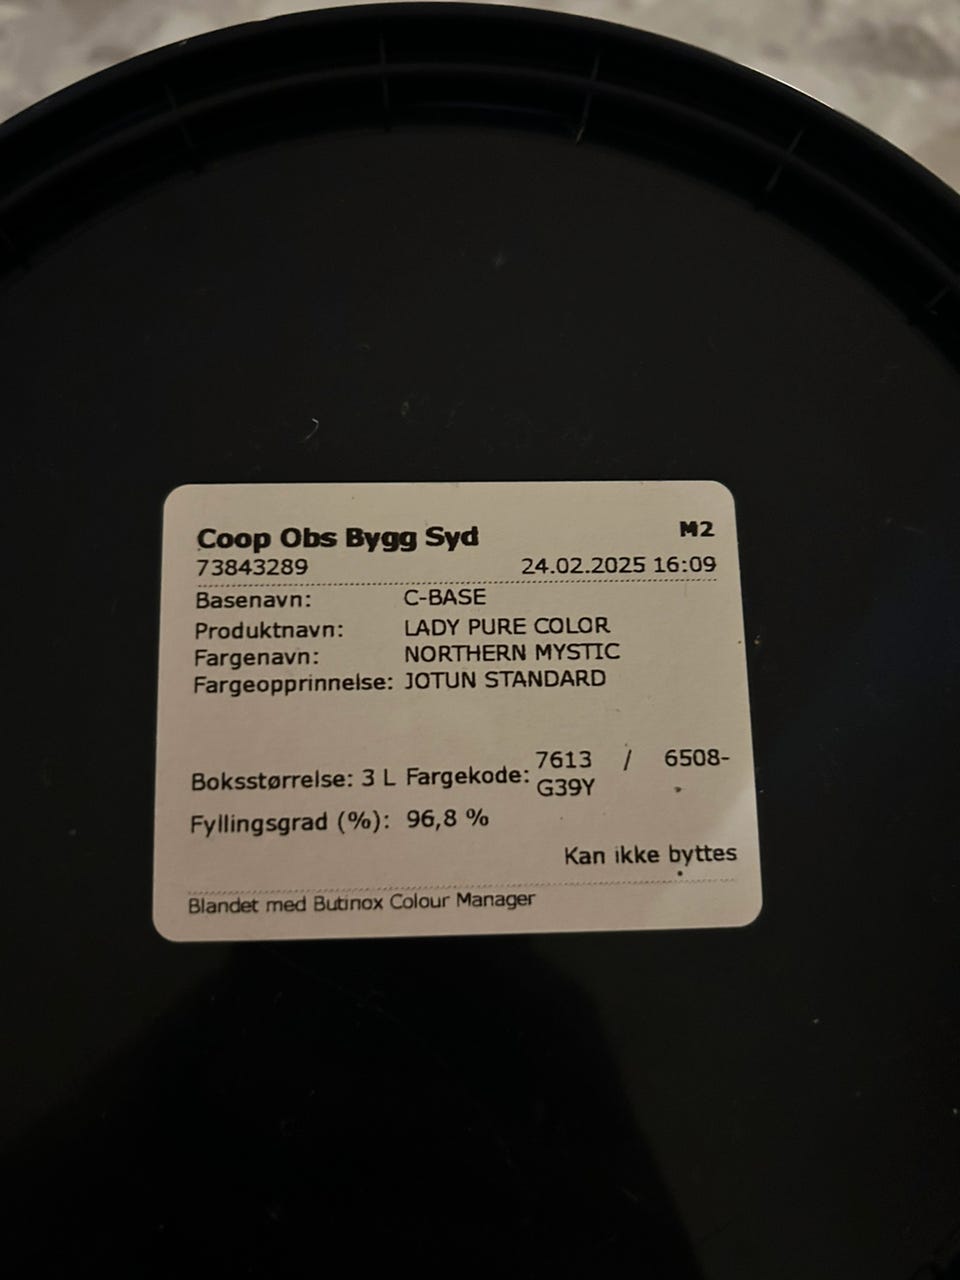 Coop Obs Bygg Syd M2
73843289 24.02.2025 16:09
Basenavn: C-BASE
Produktnavn: LADY PURE COLOR
Fargenavn: NORTHERN MYSTIC
Fargeopprinnelse: JOTUN STANDARD
Boksstørrelse: 3 L Fargekode: 7613 / 6508-
G39Y
Fyllingsgrad (%): 96,8 %
Kan ikke byttes
Blandet med Butinox Colour Manager